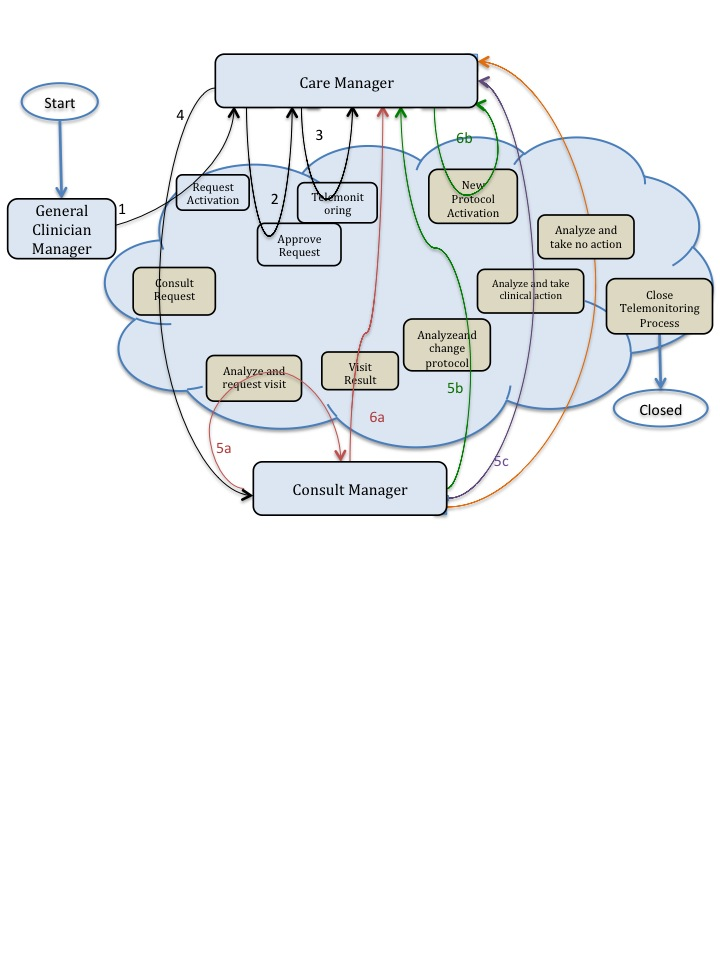 Care Manager
Start
4
3
6b
Request
Activation
Telemonit
oring
New
Protocol
Activation
General
Clinician
Manager
1
2
Approve
Request
Analyze and
take no action
Consult
Request
Analyze and take
clinical action
Close
Telemonitoring
Process
Analyzeand
change
protocol
Analyze and
request visit
Visit
Result
5b
Closed
6a
5a
5c
Consult Manager